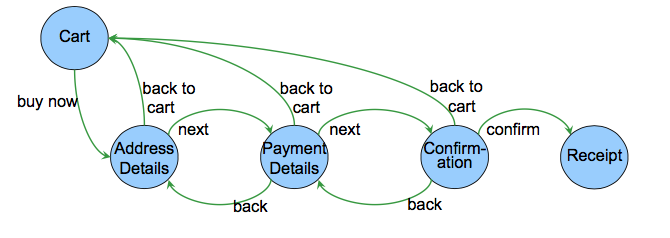 Cart
buy now
back to
cart
back to
cart
back to
cart
next
next
confirm
Address
Details
Payment
Details
Confirm-
ation
Receipt
back
back